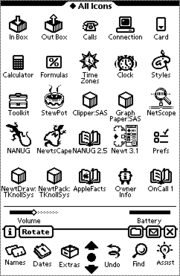 All Icons
In Box Out Box Calls Connection Card
Calculator Formulas Time Zones Clock Styles
Toolkit StewPot Clipper:SAS Graph Paper:SAS NetScope
NANUG NewtsCape NANUG 2.5 Newt 3.1 Prefs
NewtDraw: TKnollSys NewtPack: TKnollSys AppleFacts Owner Info OnCall 1
Volume Battery
i Rotate
Names Dates Extras Undo Find Assist